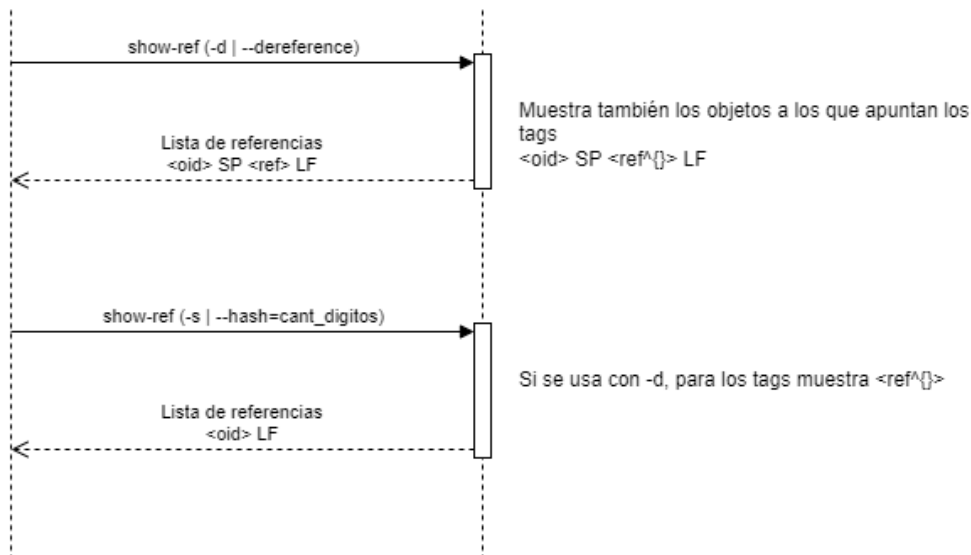 show-ref (-d | --dereference)
Muestra también los objetos a los que apuntan los
tags
<oid> SP <ref^{}> LF
Lista de referencias
<oid> SP <ref> LF
show-ref (-s | --hash=cant_digitos)
Si se usa con -d, para los tags muestra <ref^{}>
Lista de referencias
<oid> LF